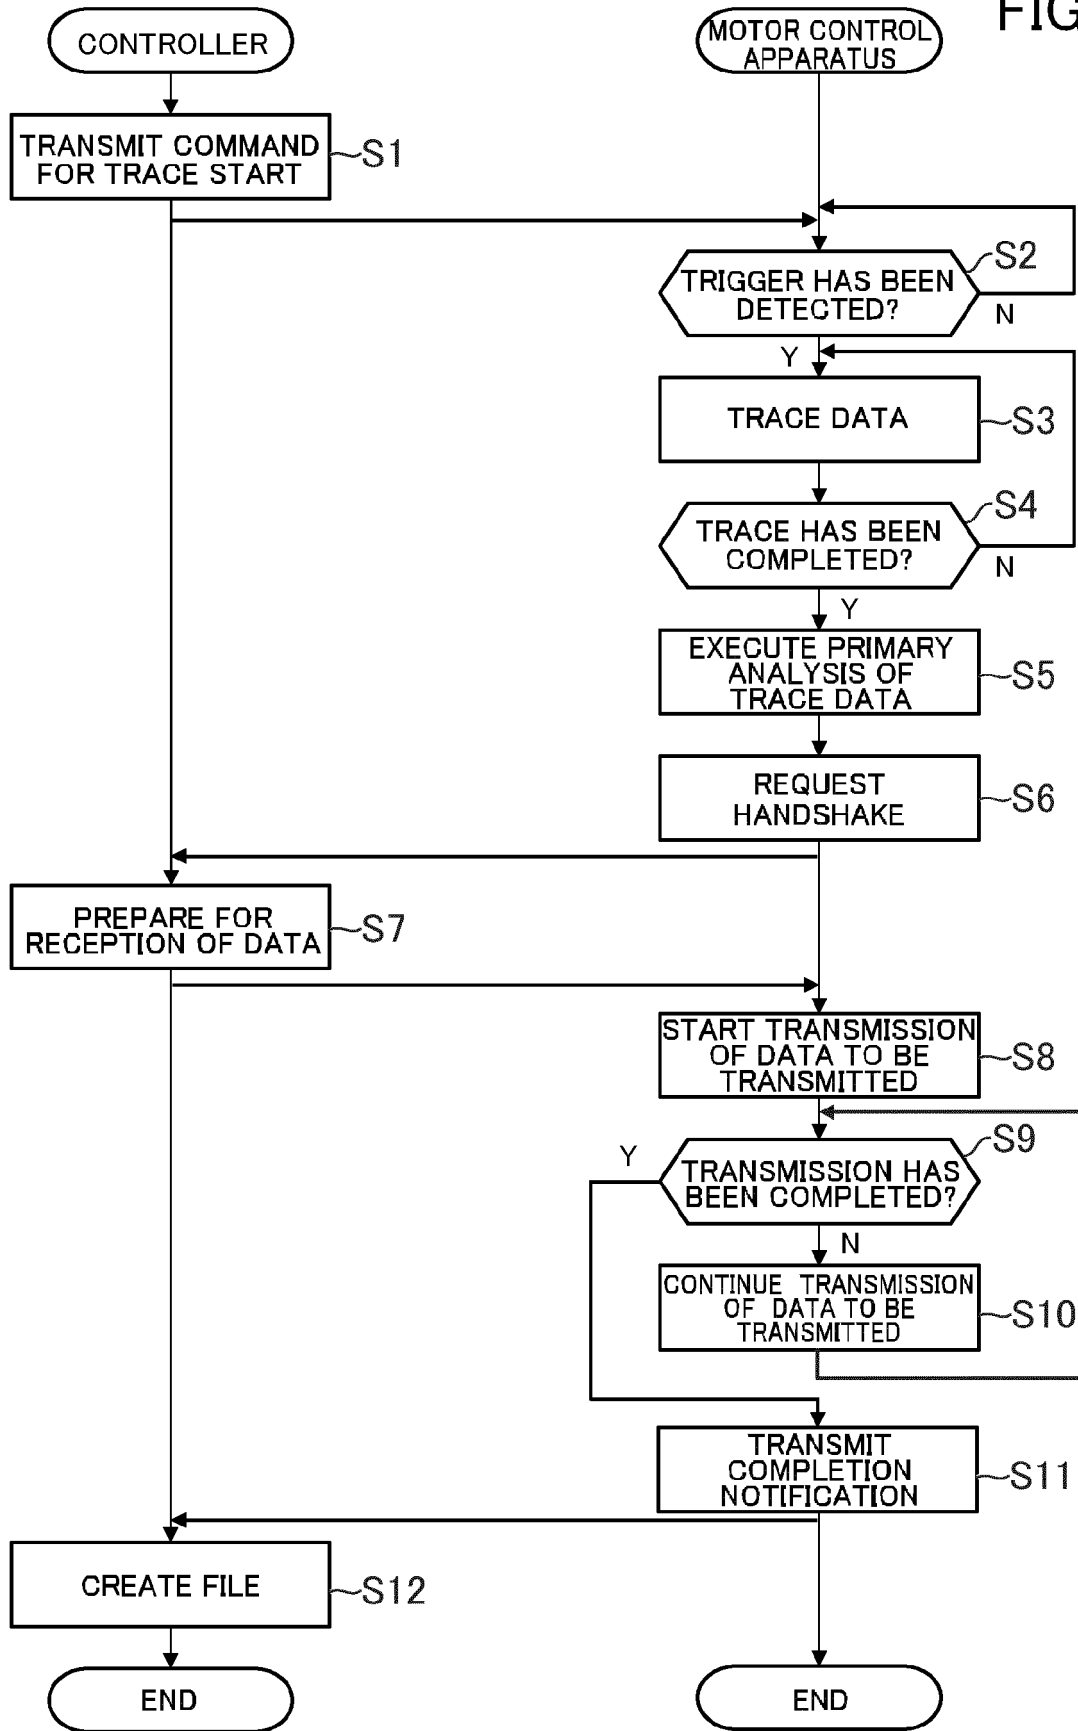 FIG
CONTROLLER
MOTOR CONTROL
APPARATUS
TRANSMIT COMMAND
FOR TRACE START
S1
S2
TRIGGER HAS BEEN
DETECTED?
N
Y
TRACE DATA
S3
S4
TRACE HAS BEEN
COMPLETED?
N
Y
EXECUTE PRIMARY
ANALYSIS OF
TRACE DATA
S5
REQUEST
HANDSHAKE
S6
PREPARE FOR
RECEPTION OF DATA
S7
START TRANSMISSION
OF DATA TO BE
TRANSMITTED
S8
S9
Y
TRANSMISSION HAS
BEEN COMPLETED?
N
CONTINUE TRANSMISSION
OF DATA TO BE
TRANSMITTED
S10
TRANSMIT
COMPLETION
NOTIFICATION
S11
CREATE FILE
S12
END
END